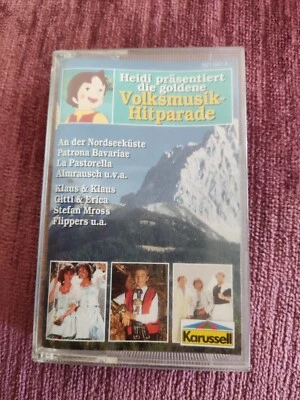 Heidi präsentiert
die goldene
Volksmusik-
Hitparade
An der Nordseeküste
Patrona Bavariae
La Pastorella
Almrausch u.v.a.
Klaus & Klaus
Gitti & Erica
Stefan Mross
Flippers u.a.
Karussell